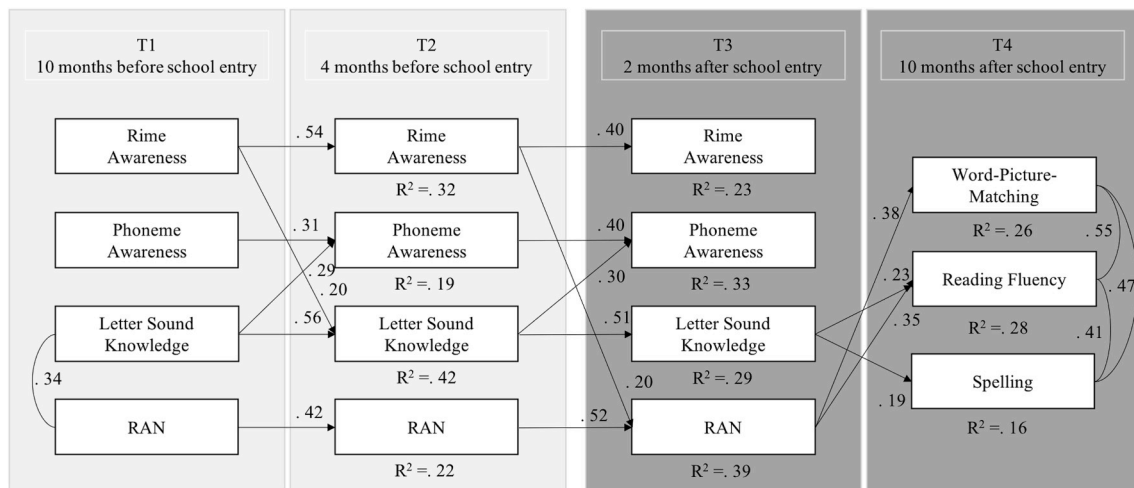 T1
10 months before school entry
T2
4 months before school entry
T3
2 months after school entry
T4
10 months after school entry
Rime
Awareness
Phoneme
Awareness
Letter Sound
Knowledge
RAN
. 34
. 54
. 31
. 29
. 20
. 56
. 42
Rime
Awareness
R² =. 32
Phoneme
Awareness
R² =. 19
Letter Sound
Knowledge
R² =. 42
RAN
R² =. 22
. 40
. 40
. 30
. 51
. 20
. 52
Rime
Awareness
R² =. 23
Phoneme
Awareness
R² =. 33
Letter Sound
Knowledge
R² =. 29
RAN
R² =. 39
. 38
. 23
. 35
. 19
Word-Picture-
Matching
R² =. 26
Reading Fluency
R² =. 28
Spelling
R² =. 16
. 55
. 47
. 41